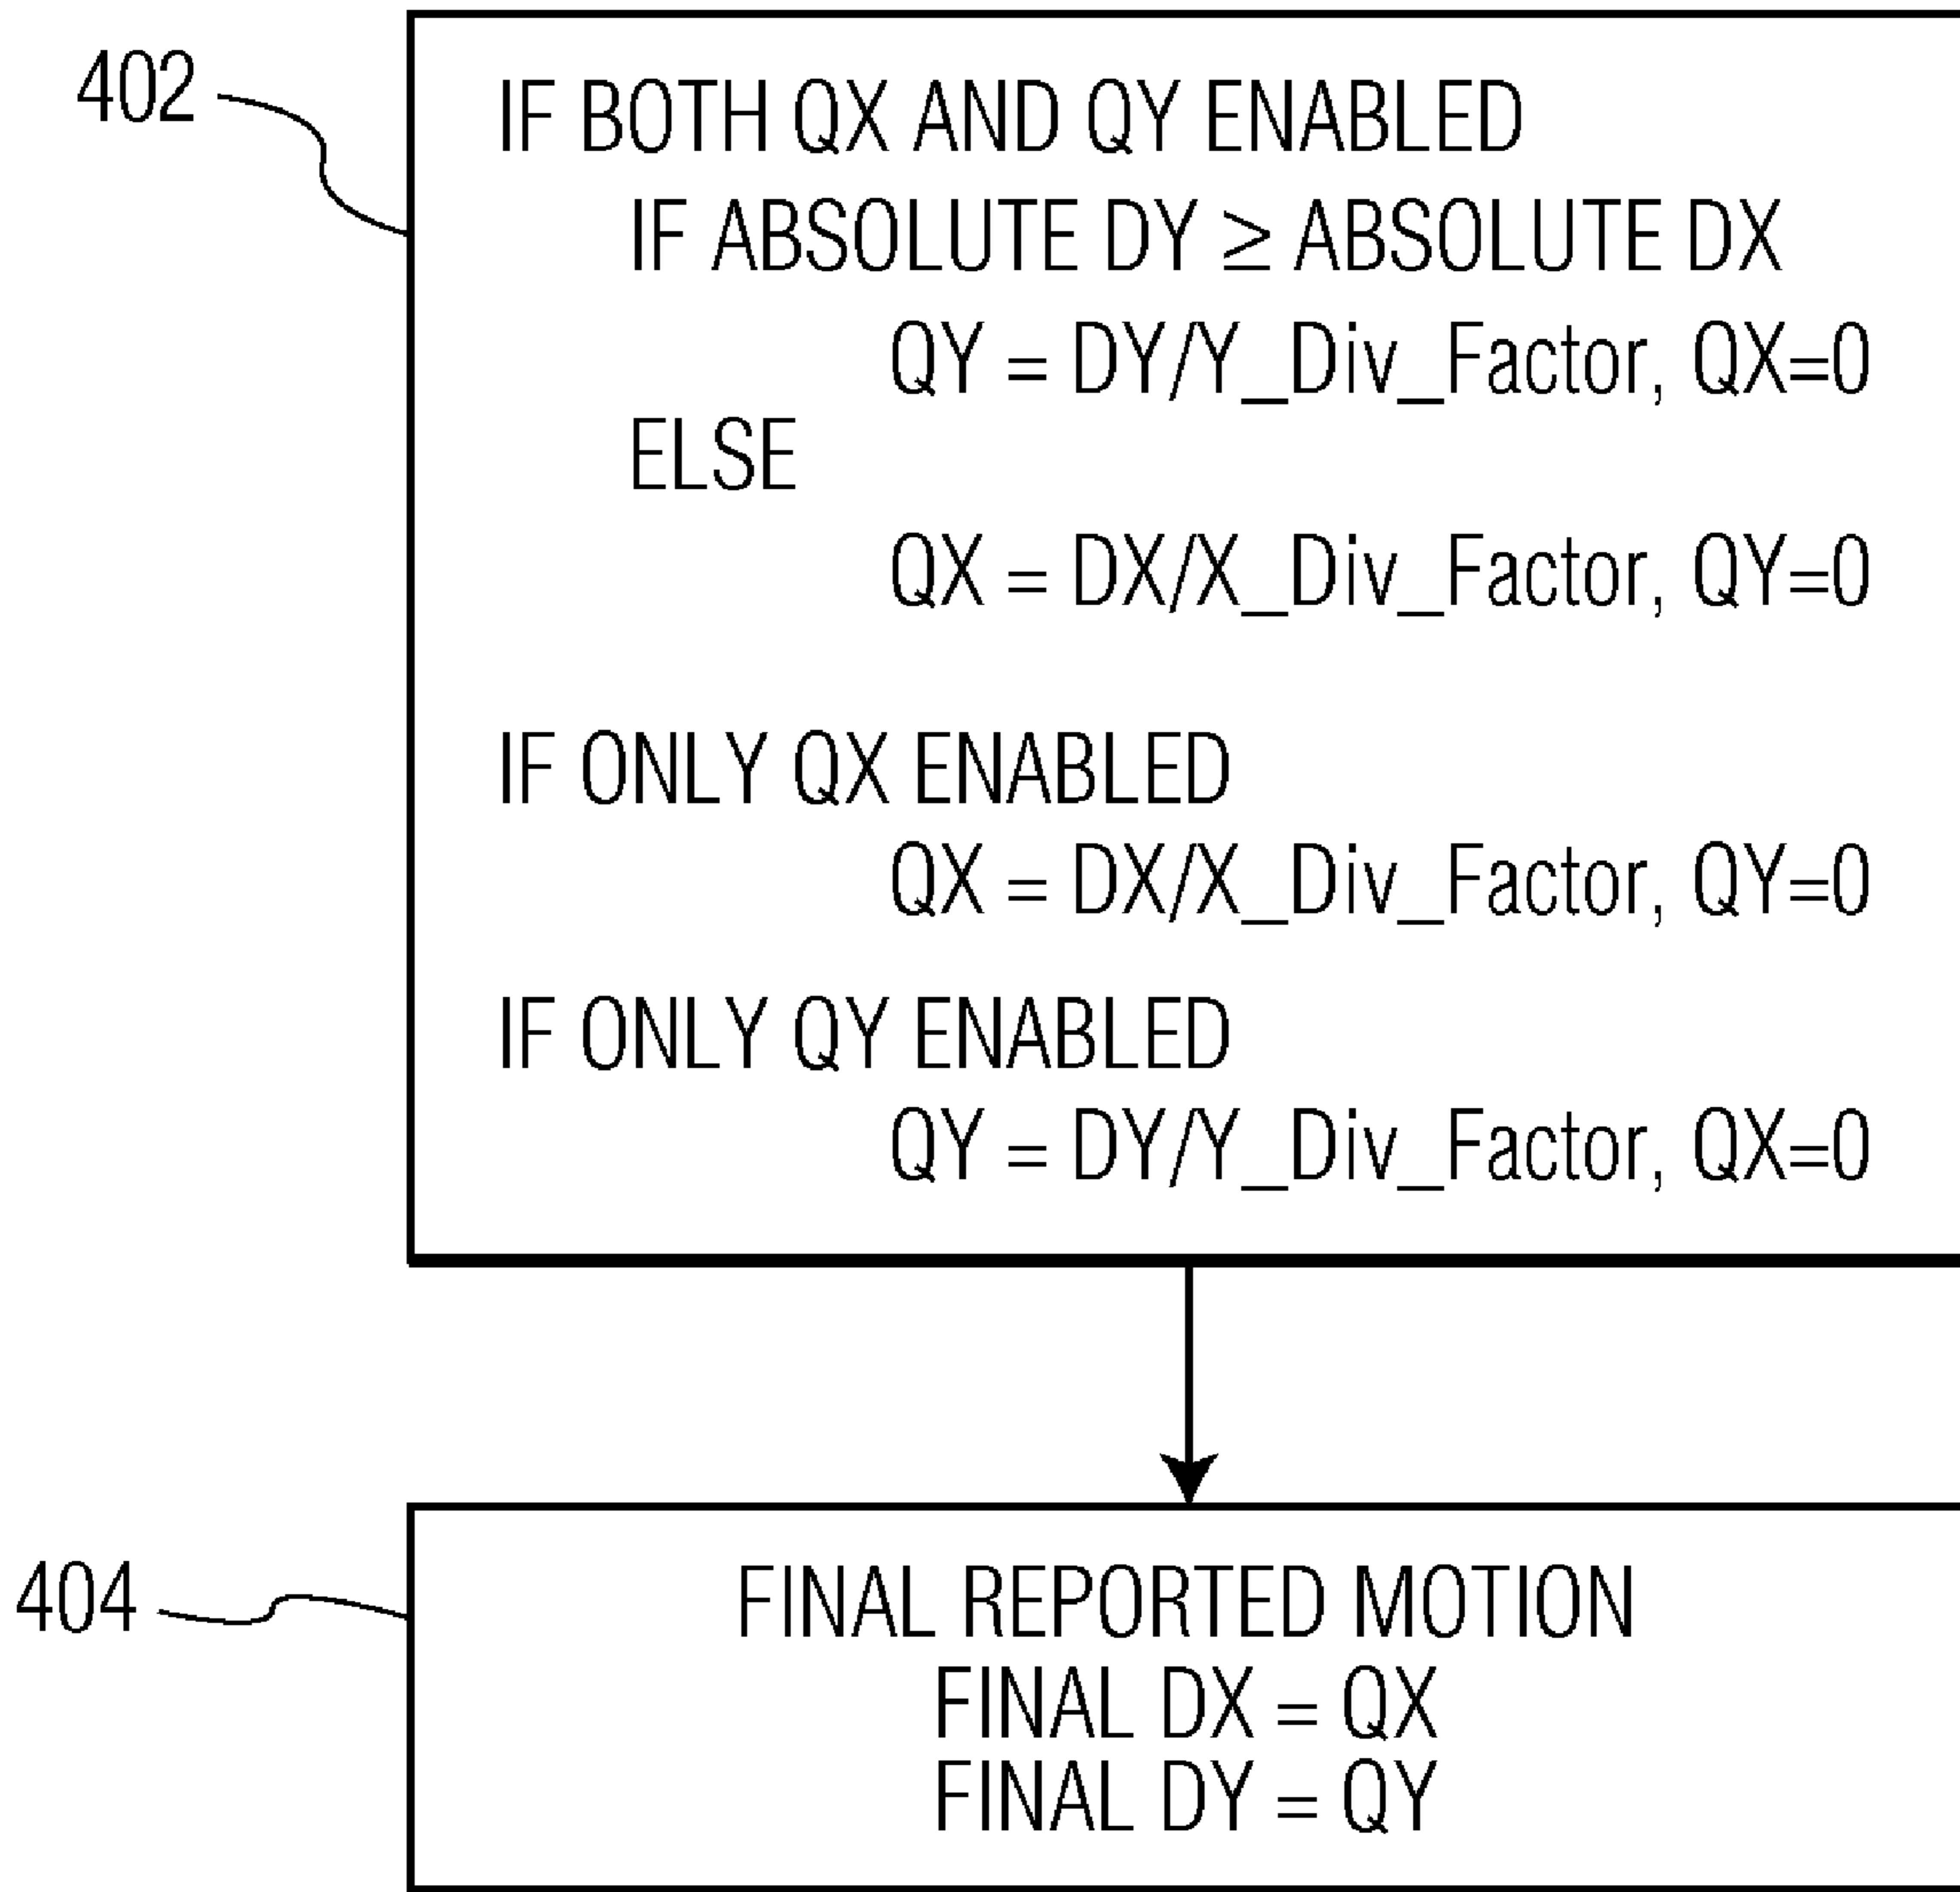 402
IF BOTH QX AND QY ENABLED
IF ABSOLUTE DY ≥ ABSOLUTE DX
QY = DY/Y_Div_Factor, QX=0
ELSE
QX = DX/X_Div_Factor, QY=0
IF ONLY QX ENABLED
QX = DX/X_Div_Factor, QY=0
IF ONLY QY ENABLED
QY = DY/Y_Div_Factor, QX=0
404
FINAL REPORTED MOTION
FINAL DX = QX
FINAL DY = QY